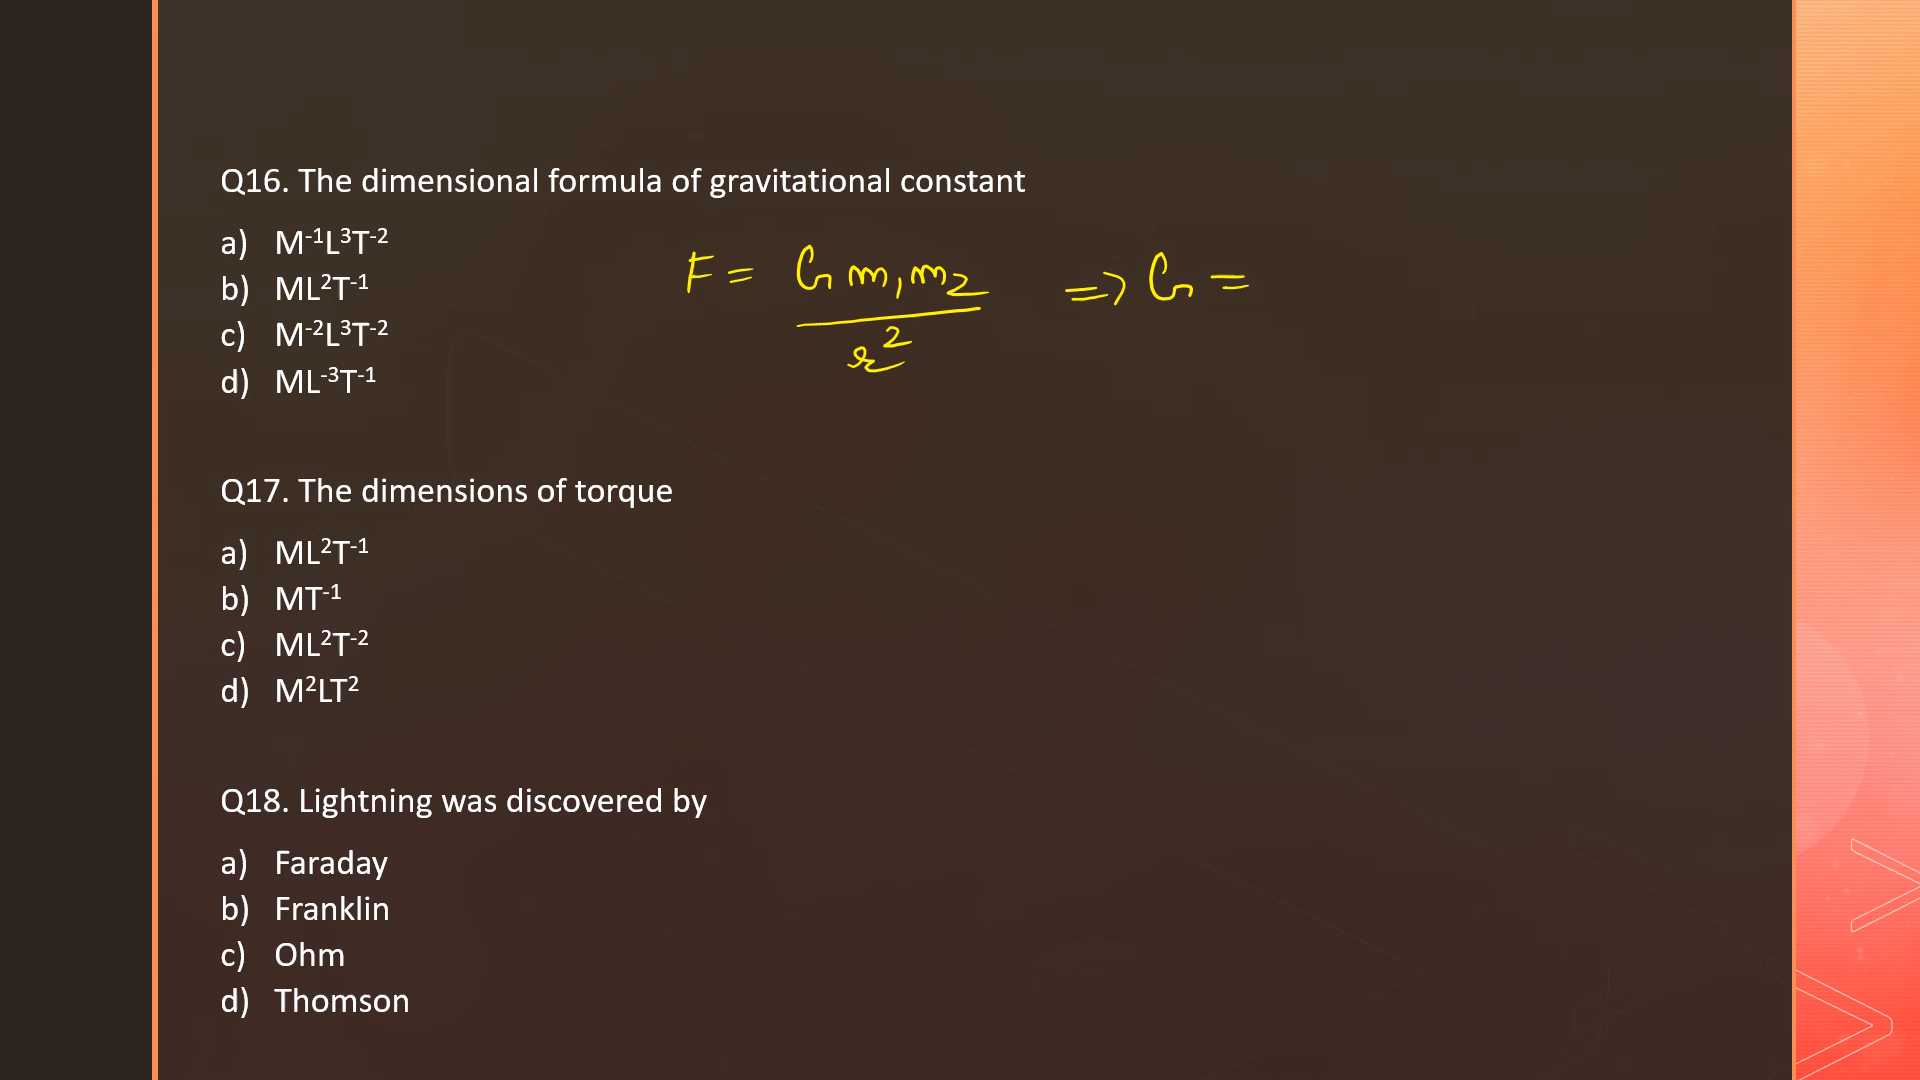 Q16. The dimensional formula of gravitational constant
a) M⁻¹L³T⁻²
b) ML²T⁻¹
c) M⁻²L³T⁻²
d) ML⁻³T⁻¹
F = G m₁m₂ / r² => G =
Q17. The dimensions of torque
a) ML²T⁻¹
b) MT⁻¹
c) ML²T⁻²
d) M²LT²
Q18. Lightning was discovered by
a) Faraday
b) Franklin
c) Ohm
d) Thomson